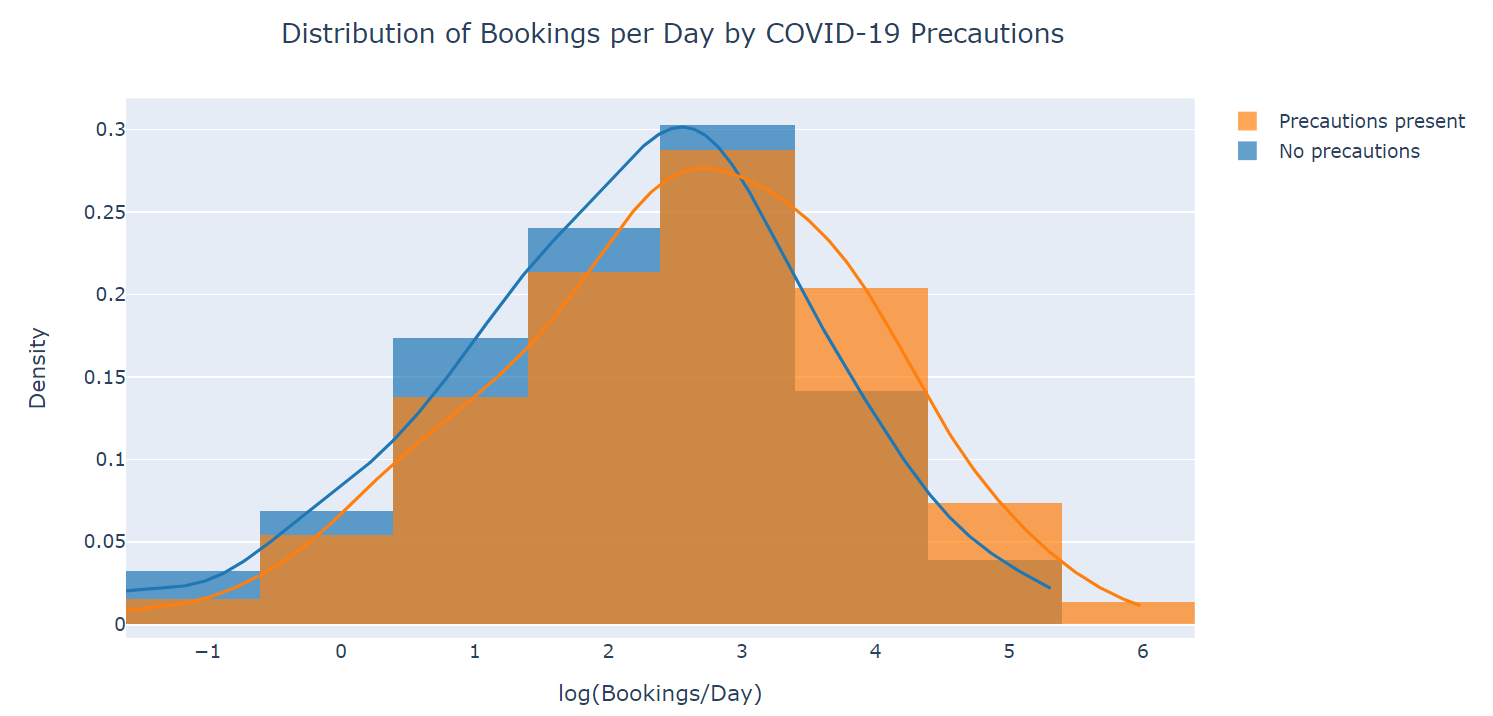 Distribution of Bookings per Day by COVID-19 Precautions
Precautions present
No precautions
0.3
0.25
0.2
0.15
0.1
0.05
0
Density
−1 0 1 2 3 4 5 6
log(Bookings/Day)